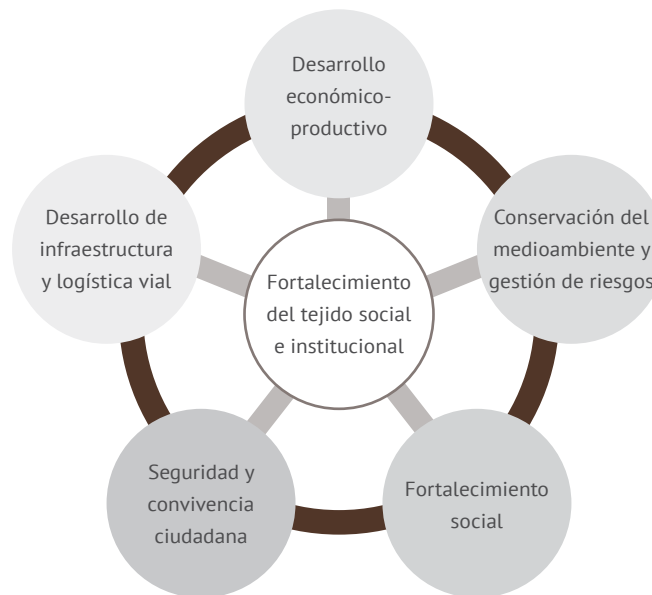 Desarrollo
económico-
productivo
Desarrollo de
infraestructura
y logística vial
Conservación del
medioambiente y
gestión de riesgos
Fortalecimiento
del tejido social
e institucional
Seguridad y
convivencia
ciudadana
Fortalecimiento
social